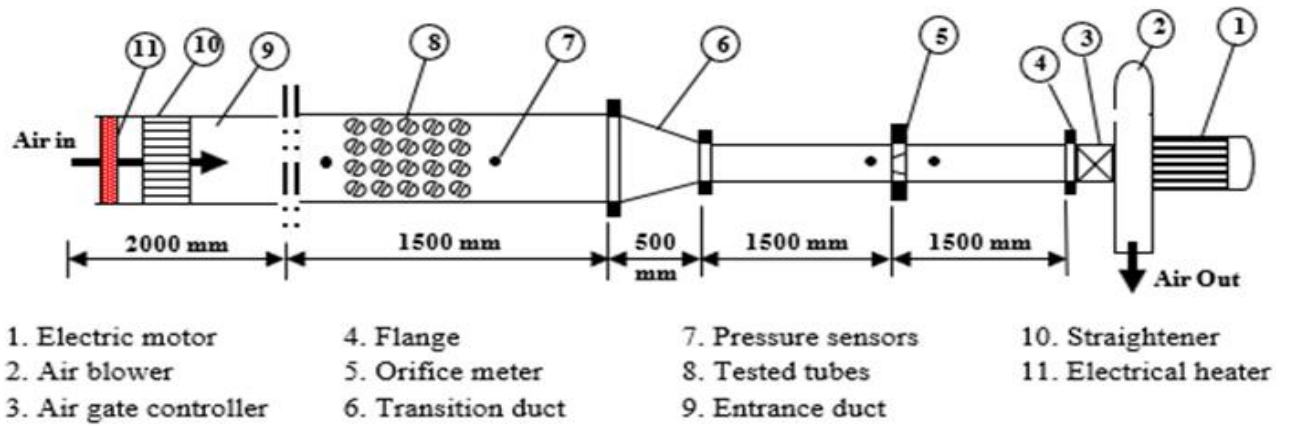 11 10 9 8 7 6 5 4 3 2 1
Air in
2000 mm 1500 mm 500 mm 1500 mm 1500 mm
Air Out
1. Electric motor 4. Flange 7. Pressure sensors 10. Straightener
2. Air blower 5. Orifice meter 8. Tested tubes 11. Electrical heater
3. Air gate controller 6. Transition duct 9. Entrance duct